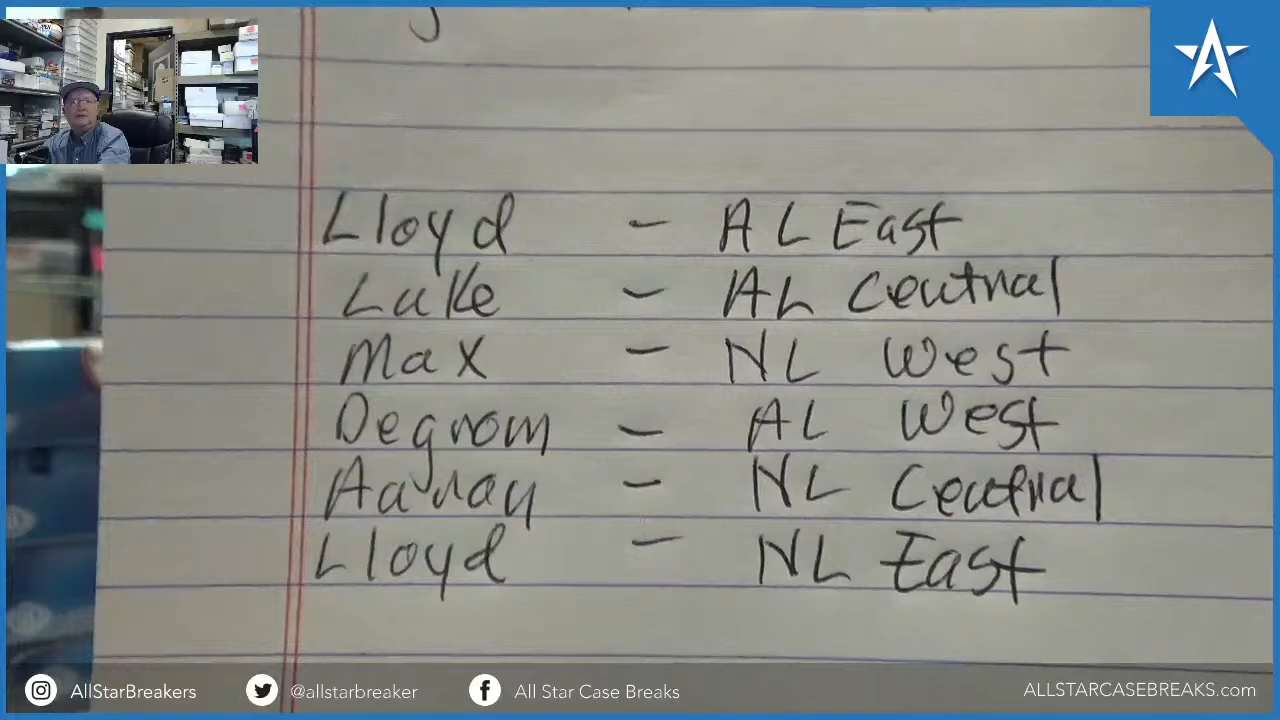 Lloyd - AL East
Luke - AL Central
Max - NL West
Degrom - AL West
Aaray - NL Central
Lloyd - NL East
AllStarBreakers @allstarbreaker All Star Case Breaks ALLSTARCASEBREAKS.com